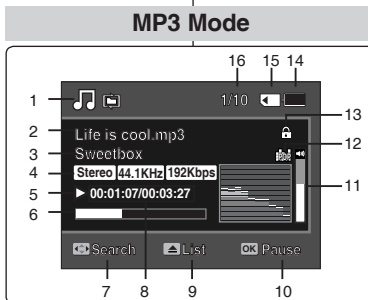 MP3 Mode
16 15 14
1 1/10
13
2 Life is cool.mp3
12
3 Sweetbox
4 Stereo 44.1KHz 192Kbps
11
5 00:01:07/00:03:27
6
Search List OK Pause
7 8 9 10